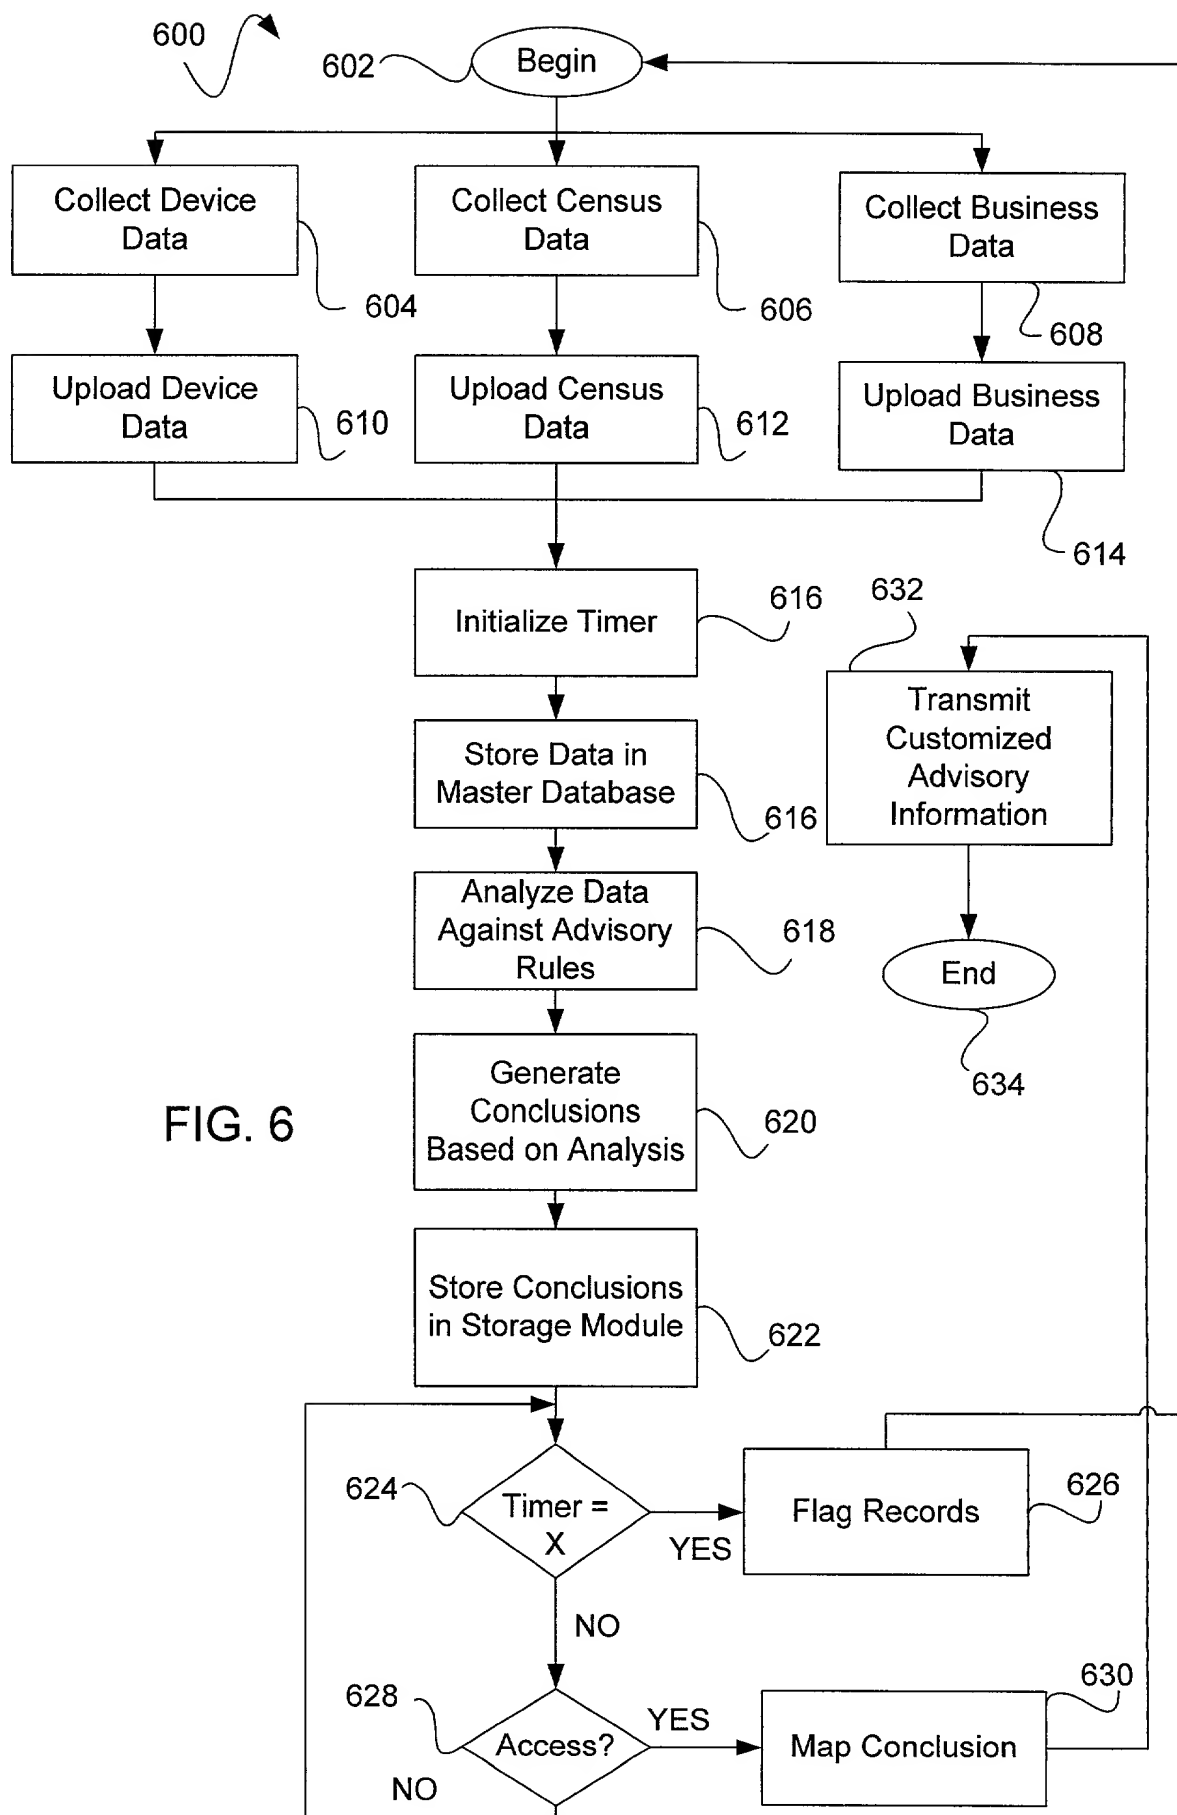 600
602
Begin
Collect Device
Data
604
Collect Census
Data
606
Collect Business
Data
608
Upload Device
Data
610
Upload Census
Data
612
Upload Business
Data
614
Initialize Timer
616
632
Transmit
Customized
Advisory
Information
Store Data in
Master Database
616
Analyze Data
Against Advisory
Rules
618
End
634
Generate
Conclusions
Based on Analysis
620
FIG. 6
Store Conclusions
in Storage Module
622
624
Timer =
X
YES
Flag Records
626
NO
628
Access?
YES
Map Conclusion
630
NO